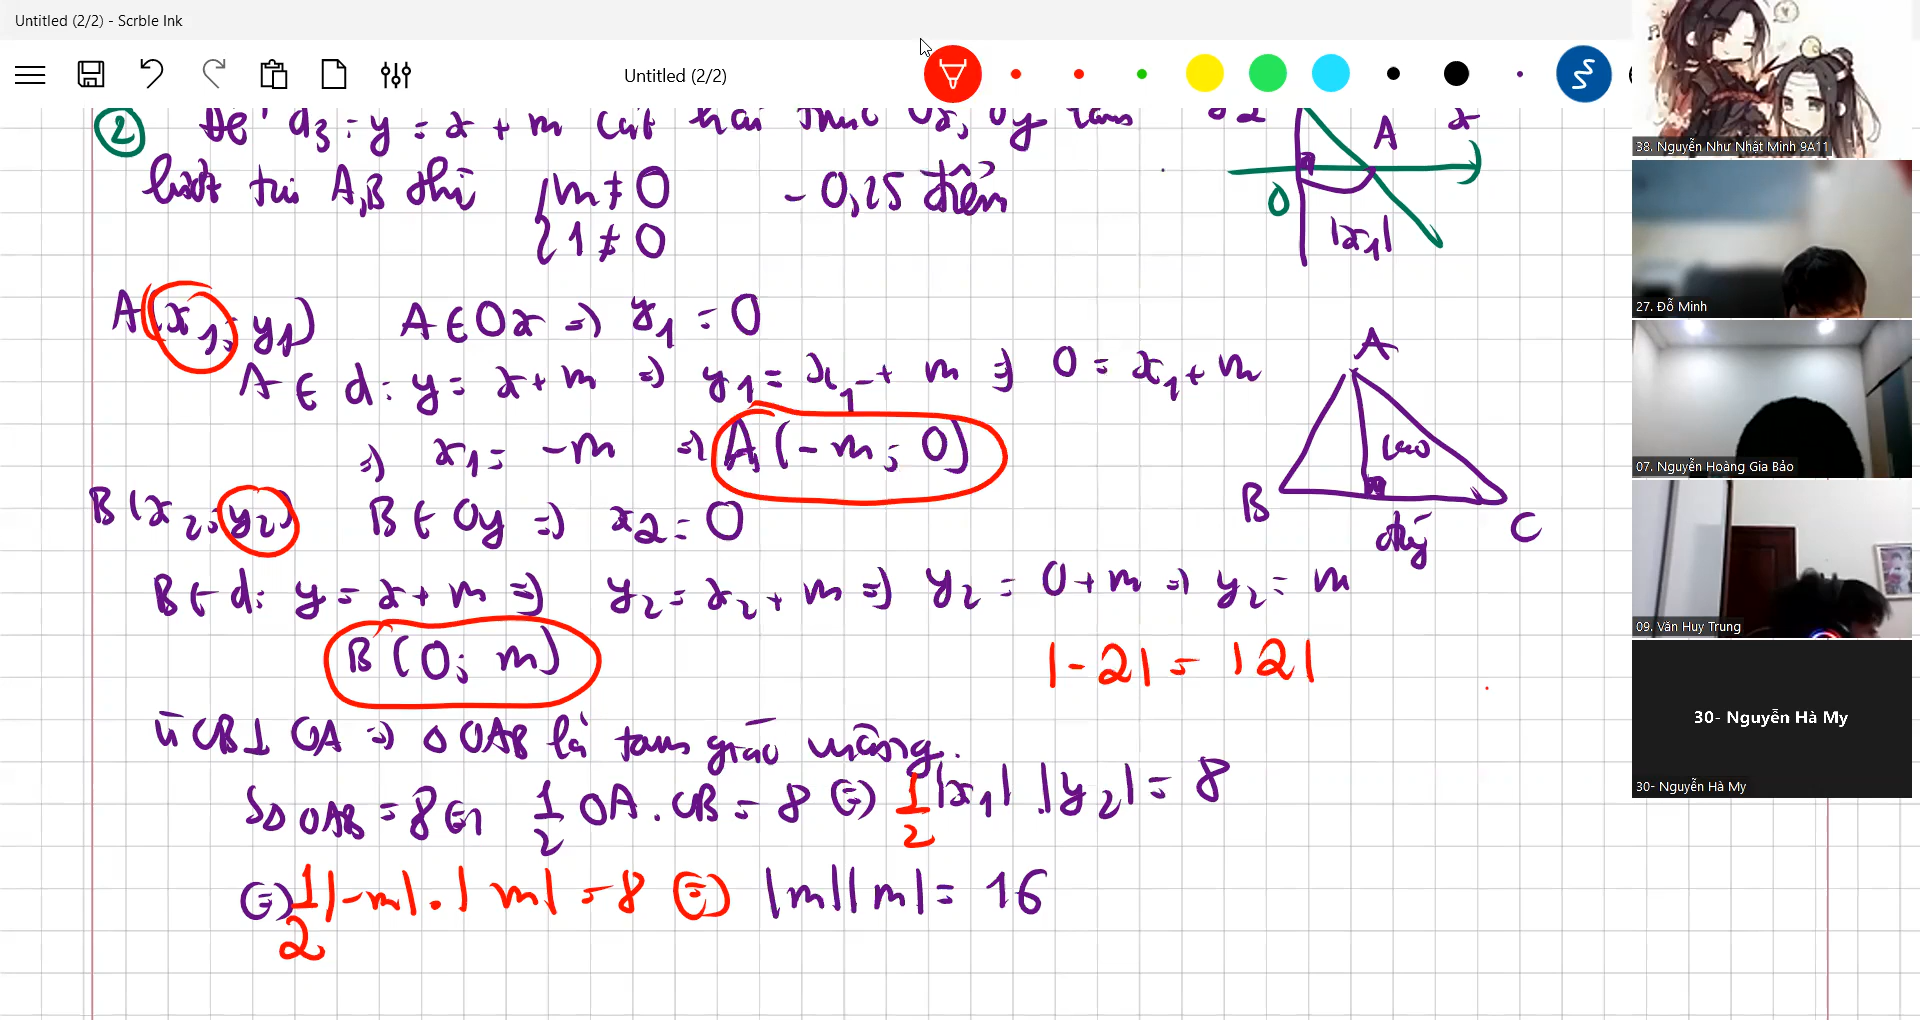 Untitled (2/2) - Scrble Ink
Untitled (2/2)
② Để d3: y = x + m cắt hai trục Ox, Oy lần
lượt tại A, B thì { m ≠ 0 - 0,25 điểm
1 ≠ 0
A x
O |x1|
A(x1; y1) A ∈ Ox => y1 = 0
A ∈ d: y = x + m => y1 = x1 + m => 0 = x1 + m
=> x1 = -m => A(-m; 0)
B(x2; y2) B ∈ Oy => x2 = 0
B ∈ d: y = x + m => y2 = x2 + m => y2 = 0 + m => y2 = m
B(0; m)
A
cao
B đáy C
|-2| = |2|
vì OB ⊥ OA => Δ OAB là tam giác vuông.
SΔOAB = 8 <=> 1/2 OA . OB = 8 <=> 1/2 |x1| . |y2| = 8
<=> 1/2 |-m| . |m| = 8 <=> |m||m| = 16
38. Nguyễn Như Nhật Minh 9A11
27. Đỗ Minh
07. Nguyễn Hoàng Gia Bảo
09. Văn Huy Trung
30- Nguyễn Hà My
30- Nguyễn Hà My